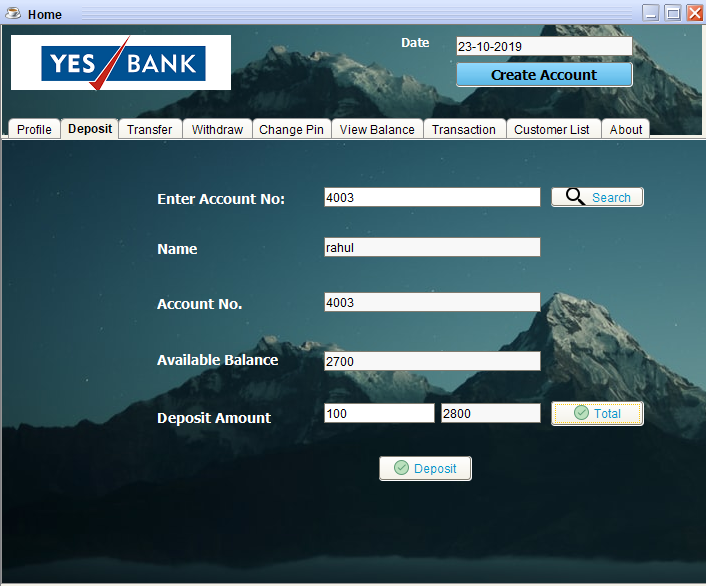 Home
YES BANK
Date
23-10-2019
Create Account
Profile Deposit Transfer Withdraw Change Pin View Balance Transaction Customer List About
Enter Account No: 4003 Search
Name rahul
Account No. 4003
Available Balance 2700
Deposit Amount 100 2800 Total
Deposit